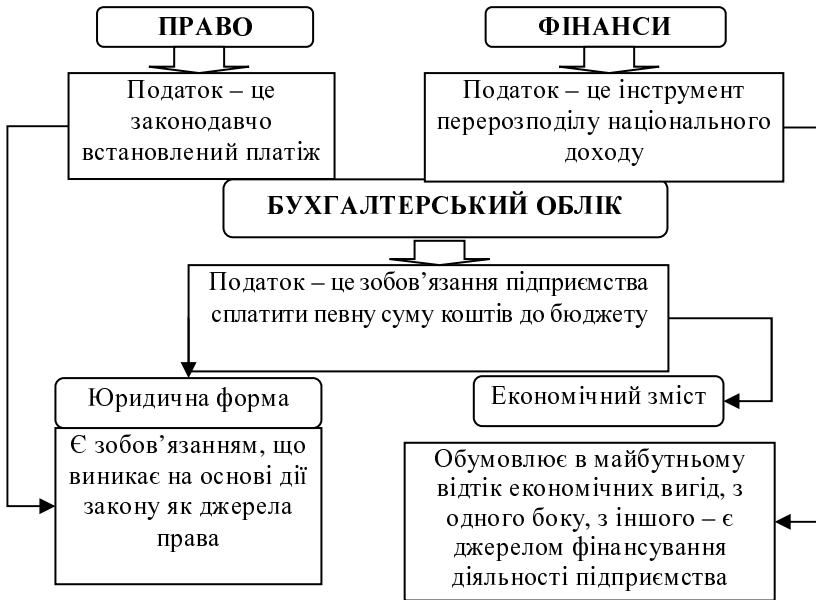 ПРАВО
ФІНАНСИ
Податок – це
законодавчо
встановлений платіж
Податок – це інструмент
перерозподілу національного
доходу
БУХГАЛТЕРСЬКИЙ ОБЛІК
Податок – це зобов’язання підприємства
сплатити певну суму коштів до бюджету
Юридична форма
Економічний зміст
Є зобов’язанням, що
виникає на основі дії
закону як джерела
права
Обумовлює в майбутньому
відтік економічних вигід, з
одного боку, з іншого – є
джерелом фінансування
діяльності підприємства